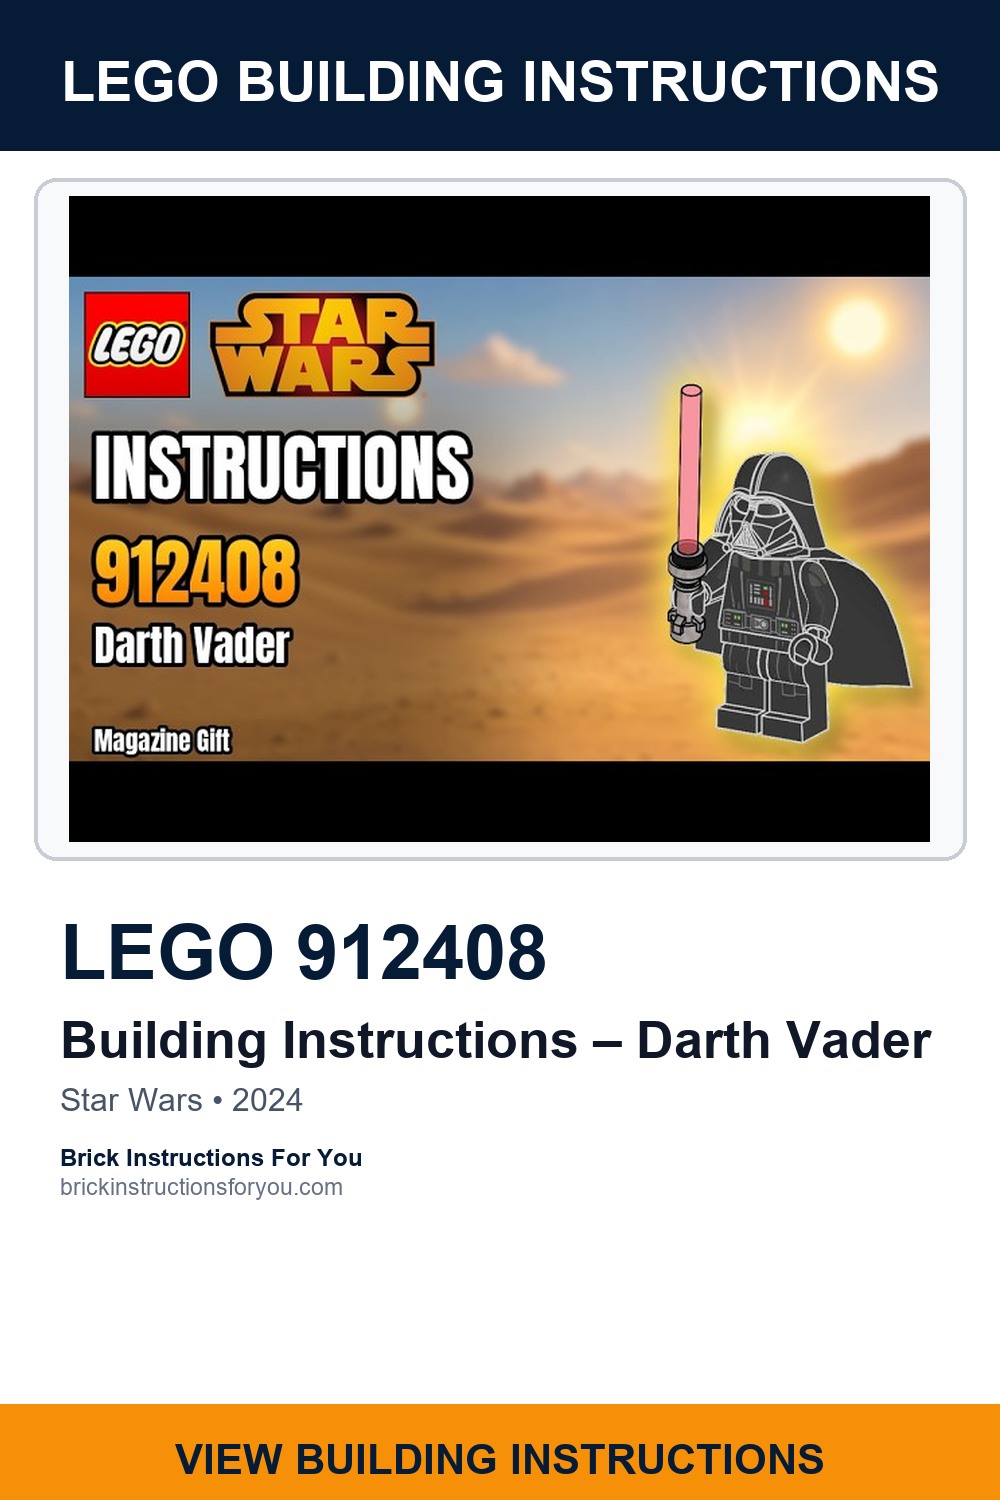 LEGO BUILDING INSTRUCTIONS
LEGO
STAR
WARS
INSTRUCTIONS
912408
Darth Vader
Magazine Gift
LEGO 912408
Building Instructions – Darth Vader
Star Wars • 2024
Brick Instructions For You
brickinstructionsforyou.com
VIEW BUILDING INSTRUCTIONS